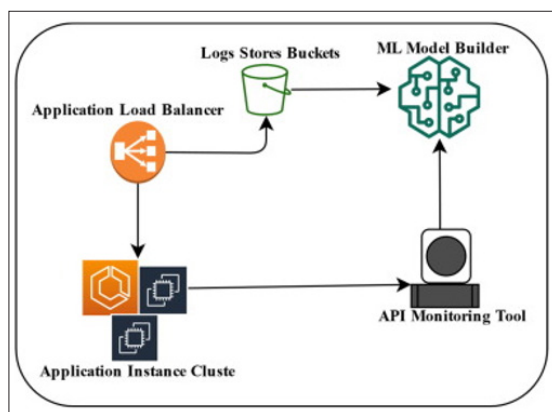 Logs Stores Buckets
ML Model Builder
Application Load Balancer
API Monitoring Tool
Application Instance Cluste